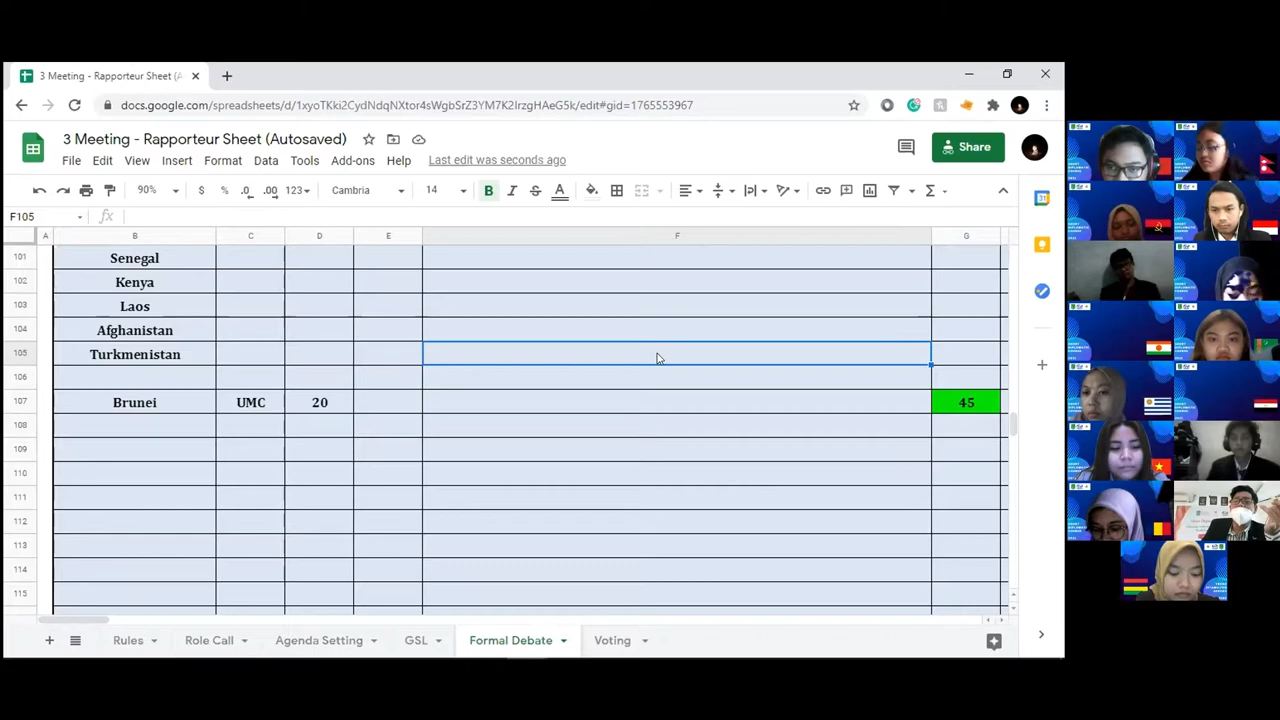 3 Meeting - Rapporteur Sheet (A
docs.google.com/spreadsheets/d/1xyoTKki2CydNdqNXtor4sWgbSrZ3YM7K2IrzgHAeG5k/edit#gid=1765553967
3 Meeting - Rapporteur Sheet (Autosaved)
File Edit View Insert Format Data Tools Add-ons Help Last edit was seconds ago
Share
90% $ % .0 .00 123 Cambria 14 B I S A
F105 fx
A B C D E F G
101 Senegal
102 Kenya
103 Laos
104 Afghanistan
105 Turkmenistan
106
107 Brunei UMC 20 45
108
109
110
111
112
113
114
115
Rules Role Call Agenda Setting GSL Formal Debate Voting
31